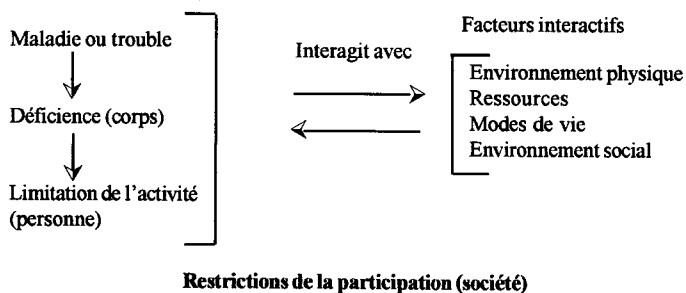 Maladie ou trouble
Déficience (corps)
Limitation de l'activité
(personne)
Interagit avec
Facteurs interactifs
Environnement physique
Ressources
Modes de vie
Environnement social
Restrictions de la participation (société)